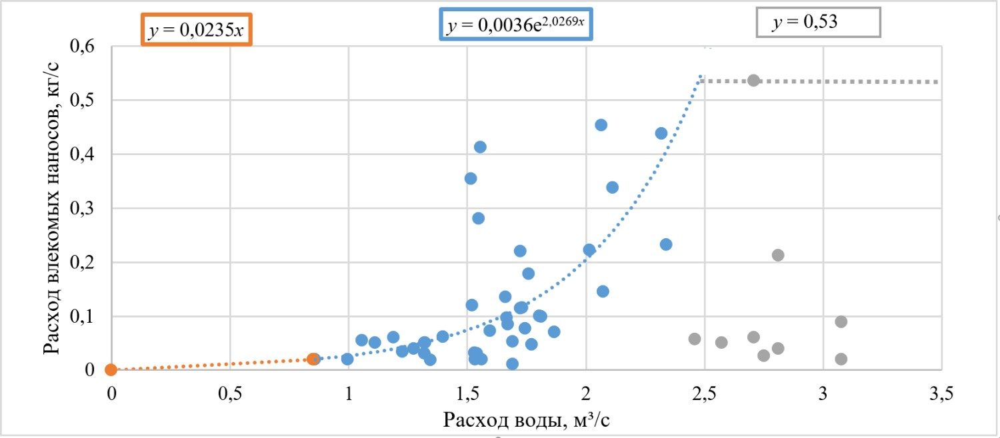 y = 0,0235x
y = 0,0036e^2,0269x
y = 0,53
Расход влекомых наносов, кг/с
0,6
0,5
0,4
0,3
0,2
0,1
0
0 0,5 1 1,5 2 2,5 3 3,5
Расход воды, м³/с